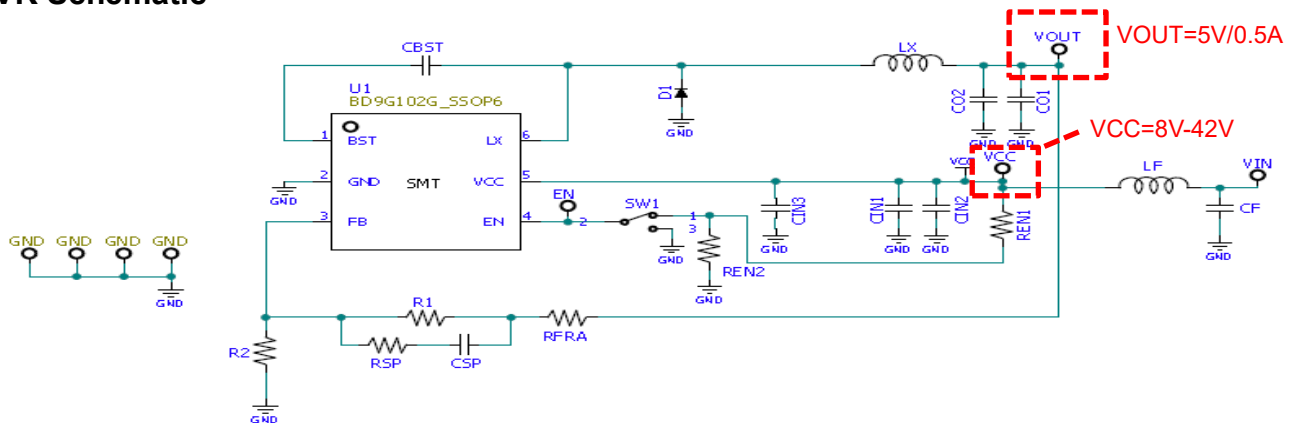 VOUT
VOUT=5V/0.5A
CBST
LX
U1
BD9G102G_SSOP6
D1
CO2
CO1
1
BST
LX
6
GND
GND
GND
VCC=8V-42V
GND
2
GND
SMT
VCC
5
VCC
VCC
LF
VIN
3
FB
EN
4
EN
2
SW1
1
3
CIN3
CIN1
CIN2
REN1
CF
GND
GND
GND
GND
GND
GND
GND
GND
GND
GND
REN2
GND
GND
R1
RFRA
R2
RSP
CSP
GND